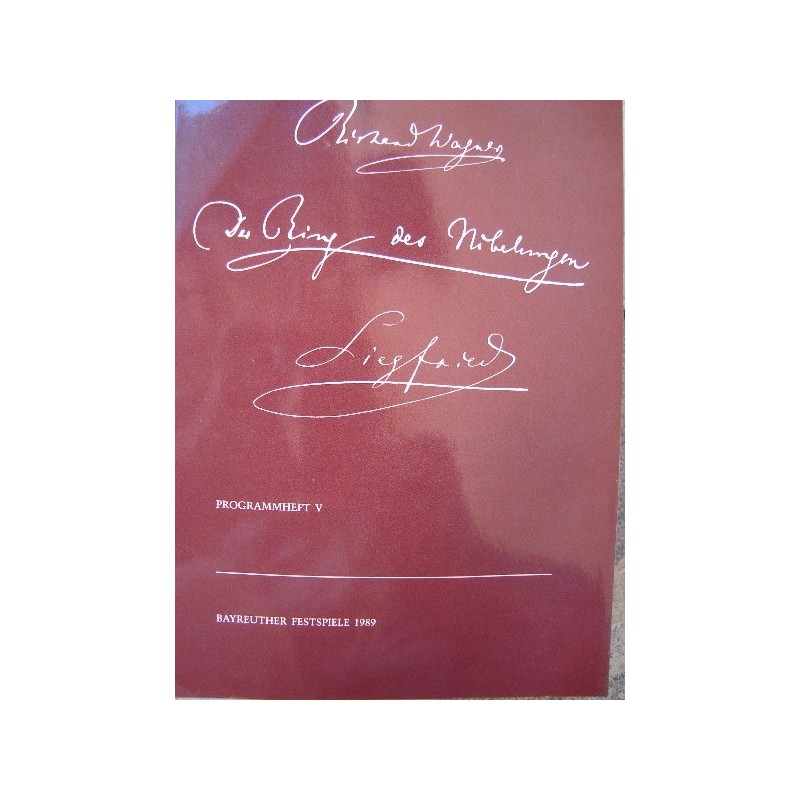 Richard Wagner
Der Ring des Nibelungen
Siegfried
PROGRAMMHEFT V
BAYREUTHER FESTSPIELE 1989